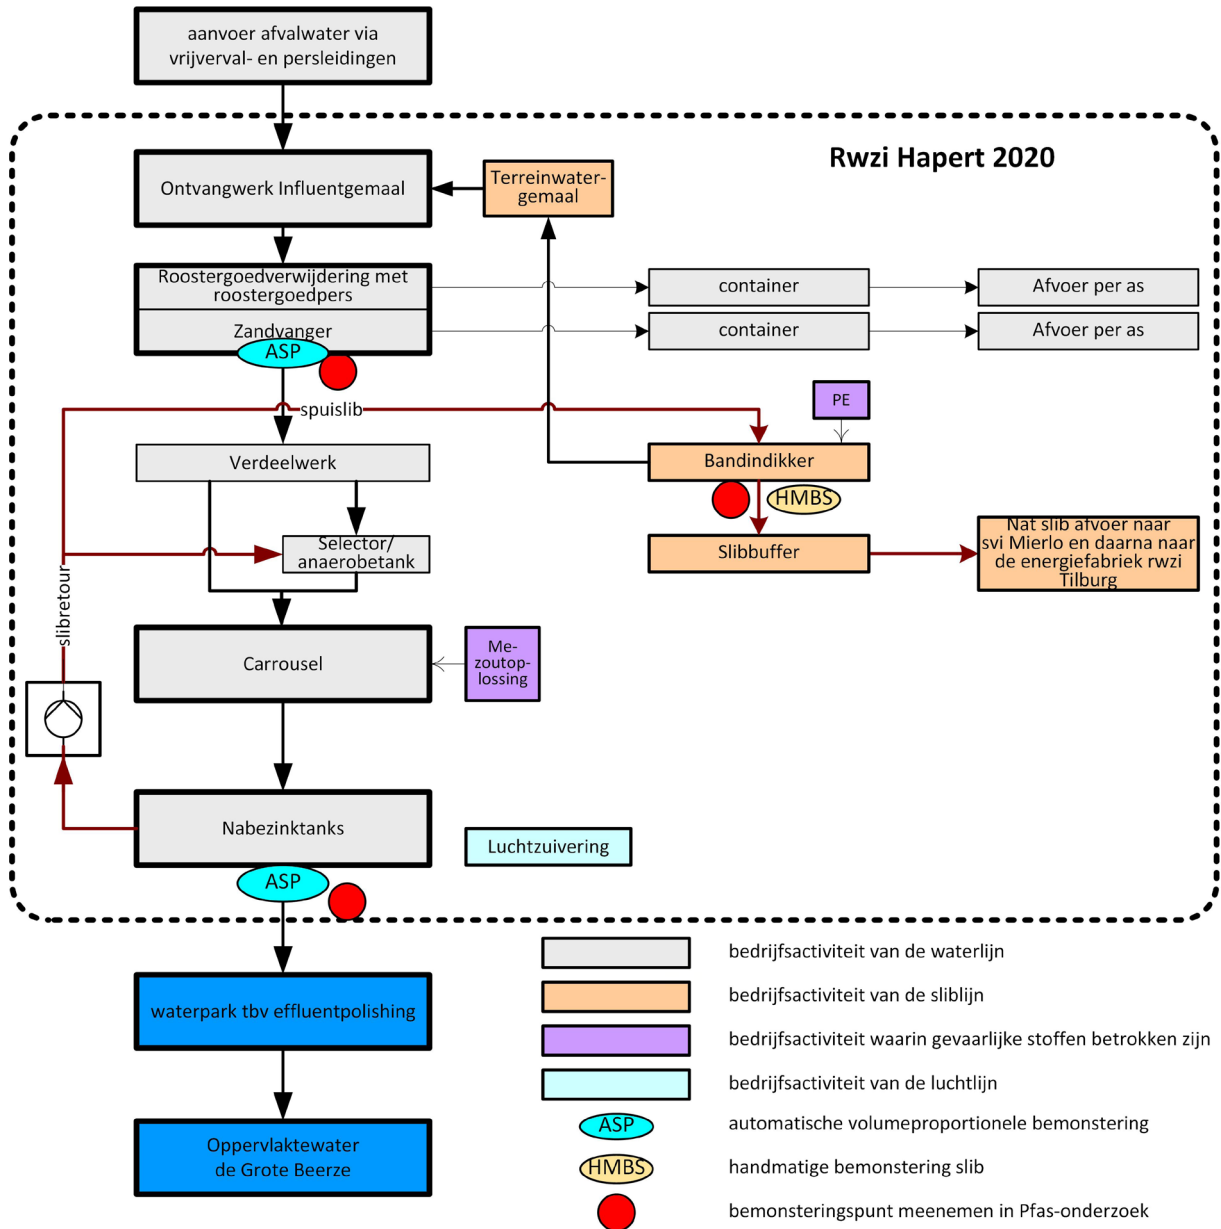 aanvoer afvalwater via
vrijverval- en persleidingen
Rwzi Hapert 2020
Ontvangwerk Influentgemaal
Terreinwater-
gemaal
Roostergoedverwijdering met
roostergoedpers
container
Afvoer per as
Zandvanger
container
Afvoer per as
ASP
spuislib
PE
Verdeelwerk
Bandindikker
HMBS
Selector/
anaerobetank
Slibbuffer
Nat slib afvoer naar
svi Mierlo en daarna naar
de energiefabriek rwzi
Tilburg
slibretour
Carrousel
Me-
zoutop-
lossing
Nabezinktanks
Luchtzuivering
ASP
waterpark tbv effluentpolishing
Oppervlaktewater
de Grote Beerze
bedrijfsactiviteit van de waterlijn
bedrijfsactiviteit van de sliblijn
bedrijfsactiviteit waarin gevaarlijke stoffen betrokken zijn
bedrijfsactiviteit van de luchtlijn
ASP automatische volumeproportionele bemonstering
HMBS handmatige bemonstering slib
bemonsteringspunt meenemen in Pfas-onderzoek